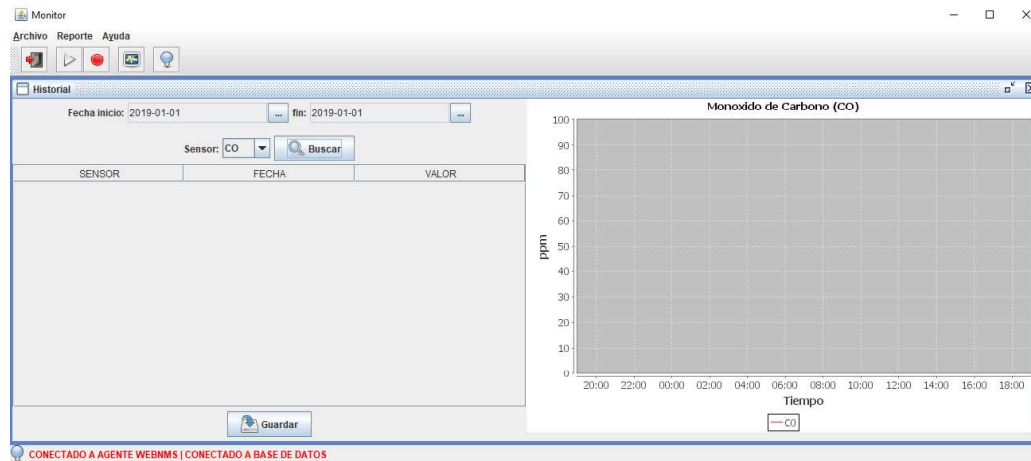 Monitor
Archivo Reporte Ayuda
Historial
Fecha inicio: 2019-01-01 ... fin: 2019-01-01 ...
Sensor: CO Buscar
SENSOR FECHA VALOR
Guardar
Monoxido de Carbono (CO)
100
90
80
70
60
50
40
30
20
10
0
ppm
20:00 22:00 00:00 02:00 04:00 06:00 08:00 10:00 12:00 14:00 16:00 18:00
Tiempo
CO
CONECTADO A AGENTE WEBNMS | CONECTADO A BASE DE DATOS